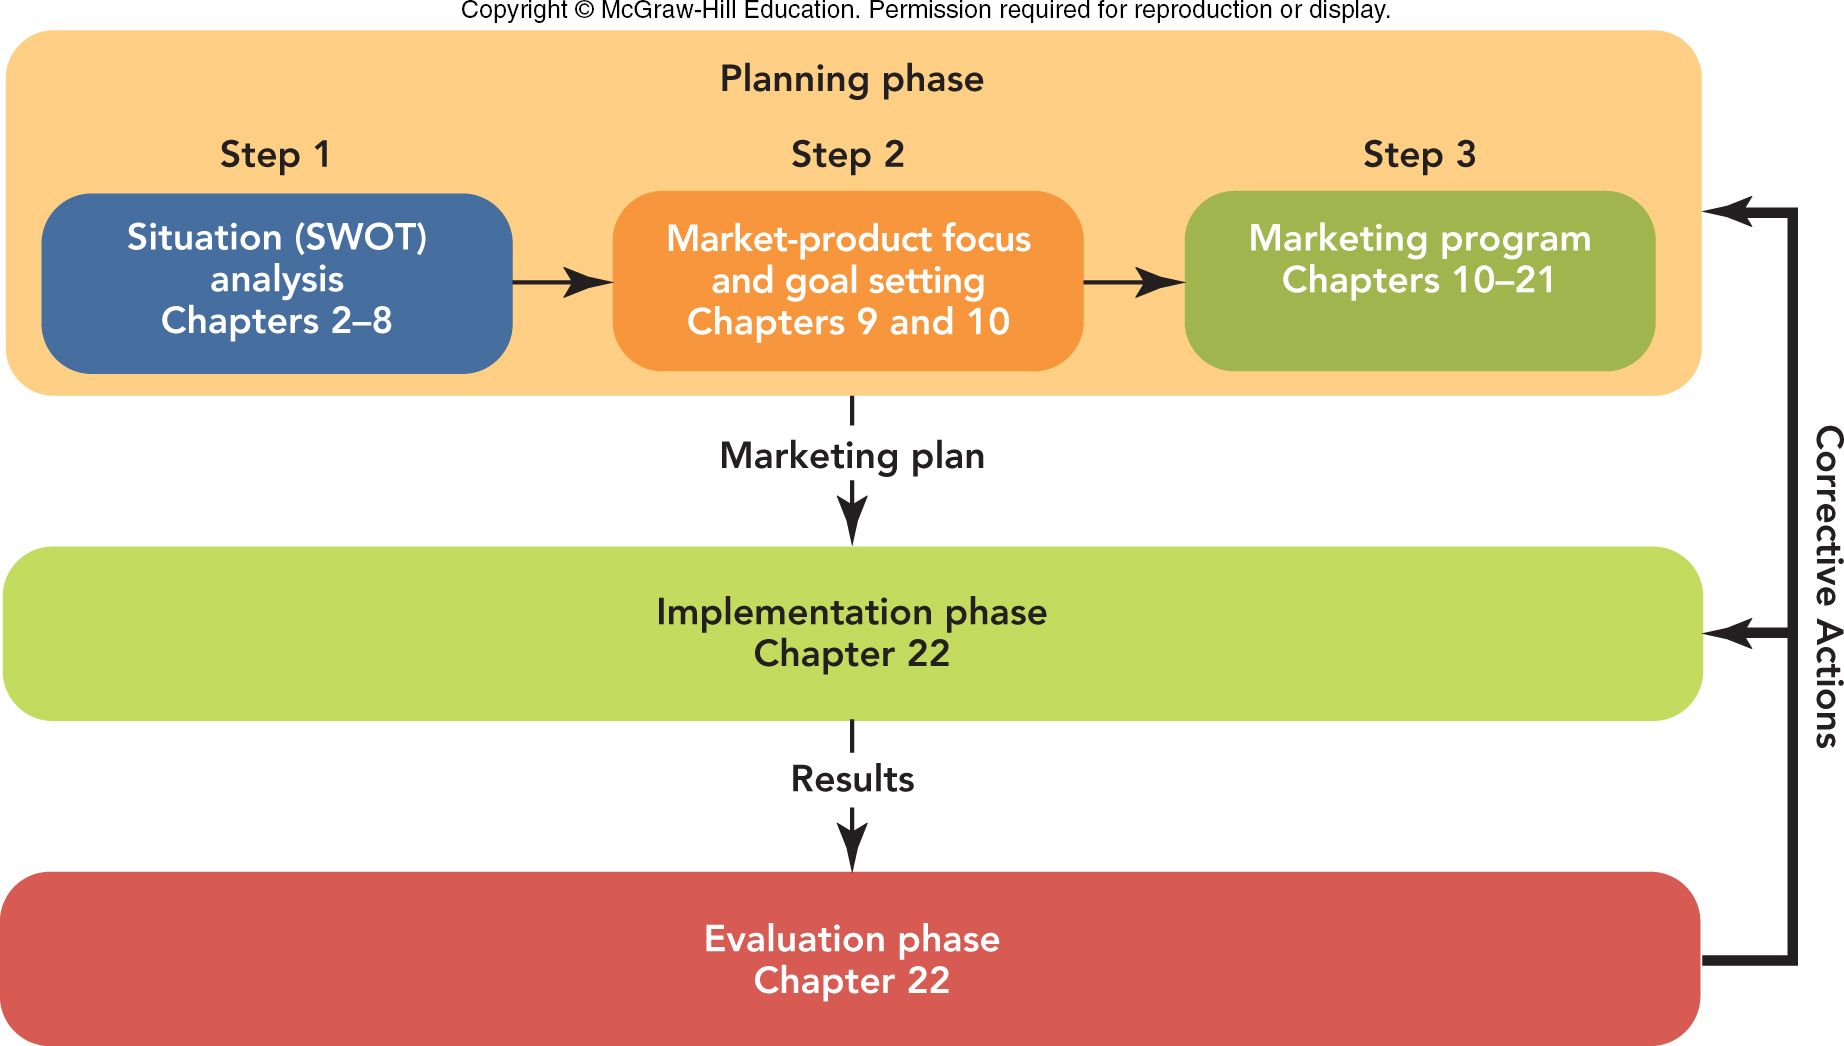 Copyright © McGraw-Hill Education. Permission required for reproduction or display.
Planning phase
Step 1
Situation (SWOT)
analysis
Chapters 2–8
Step 2
Market-product focus
and goal setting
Chapters 9 and 10
Step 3
Marketing program
Chapters 10–21
Marketing plan
Implementation phase
Chapter 22
Results
Evaluation phase
Chapter 22
Corrective Actions